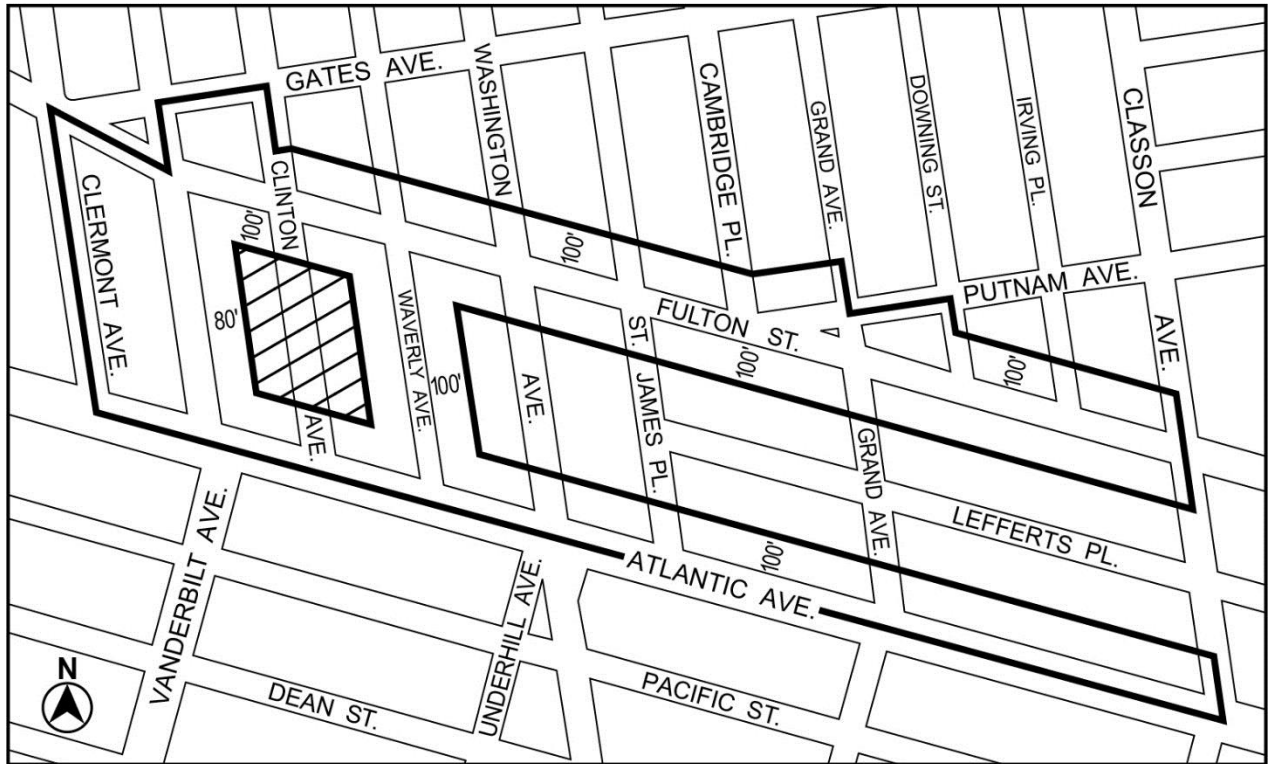 GATES AVE.
WASHINGTON
CAMBRIDGE PL.
GRAND AVE.
DOWNING ST.
IRVING PL.
CLASSON
CLERMONT AVE.
CLINTON
100'
100'
PUTNAM AVE.
80'
WAVERLY AVE.
FULTON ST.
100'
ST. JAMES PL.
100'
100'
AVE.
AVE.
AVE.
GRAND AVE.
LEFFERTS PL.
VANDERBILT AVE.
UNDERHILL AVE.
ATLANTIC AVE.
100'
N
DEAN ST.
PACIFIC ST.